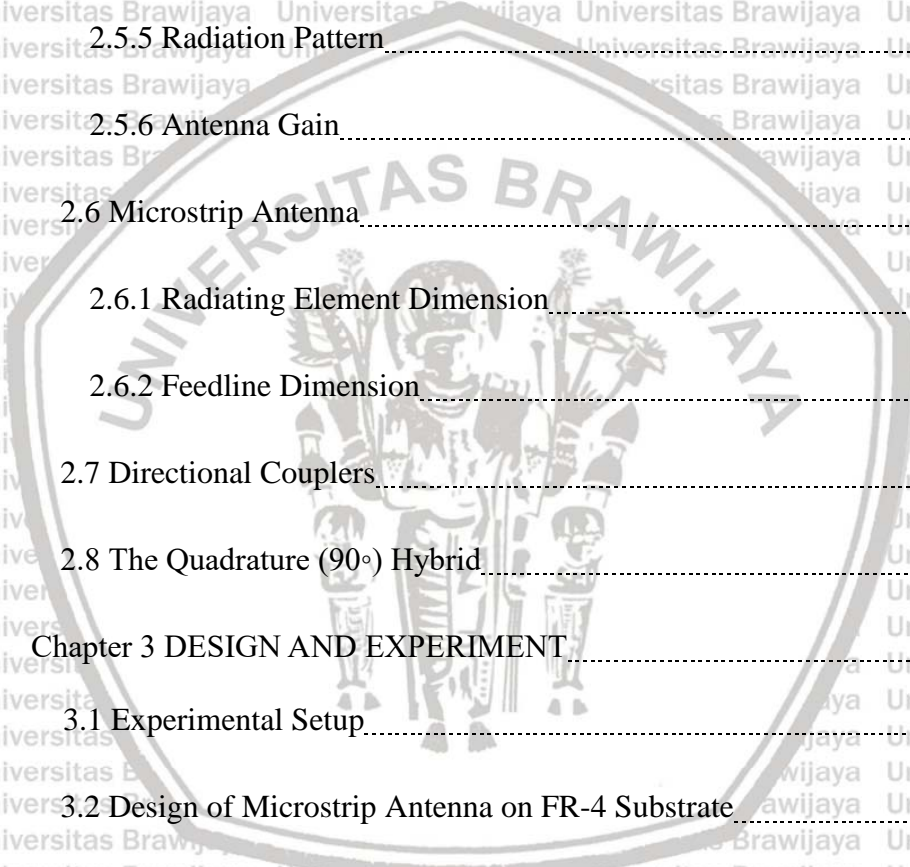 2.5.5 Radiation Pattern
2.5.6 Antenna Gain
2.6 Microstrip Antenna
2.6.1 Radiating Element Dimension
2.6.2 Feedline Dimension
2.7 Directional Couplers
2.8 The Quadrature (90°) Hybrid
Chapter 3 DESIGN AND EXPERIMENT
3.1 Experimental Setup
3.2 Design of Microstrip Antenna on FR-4 Substrate
UNIVERSITAS BRAWIJAYA